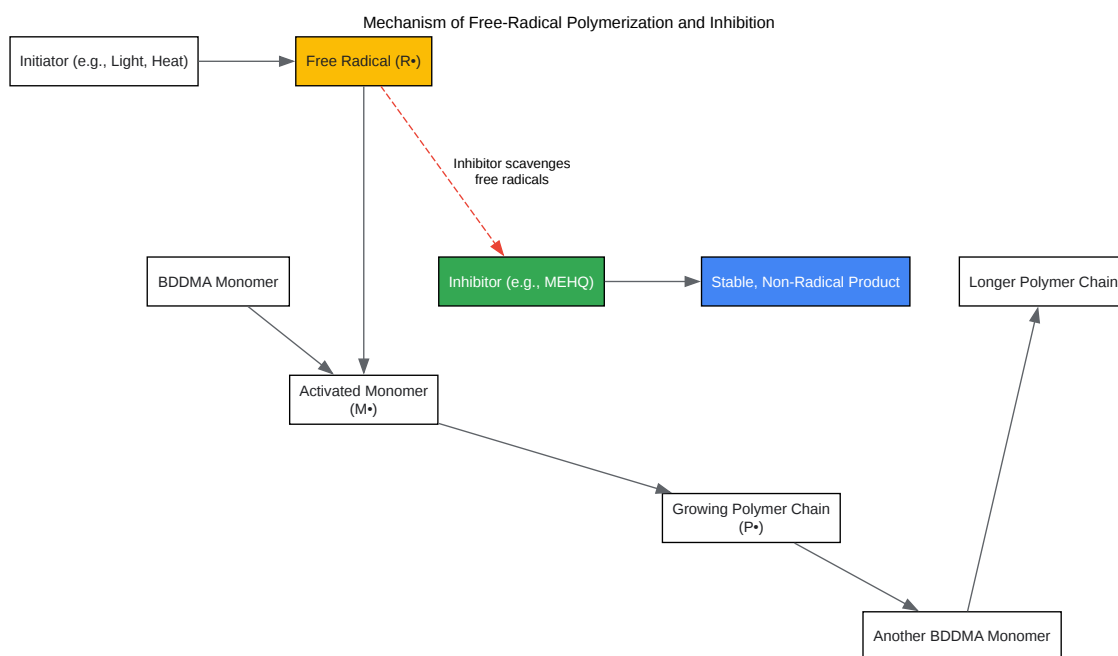 Mechanism of Free-Radical Polymerization and Inhibition
Initiator (e.g., Light, Heat)
Free Radical (R•)
Inhibitor scavenges
free radicals
BDDMA Monomer
Inhibitor (e.g., MEHQ)
Stable, Non-Radical Product
Longer Polymer Chain
Activated Monomer
(M•)
Growing Polymer Chain
(P•)
Another BDDMA Monomer